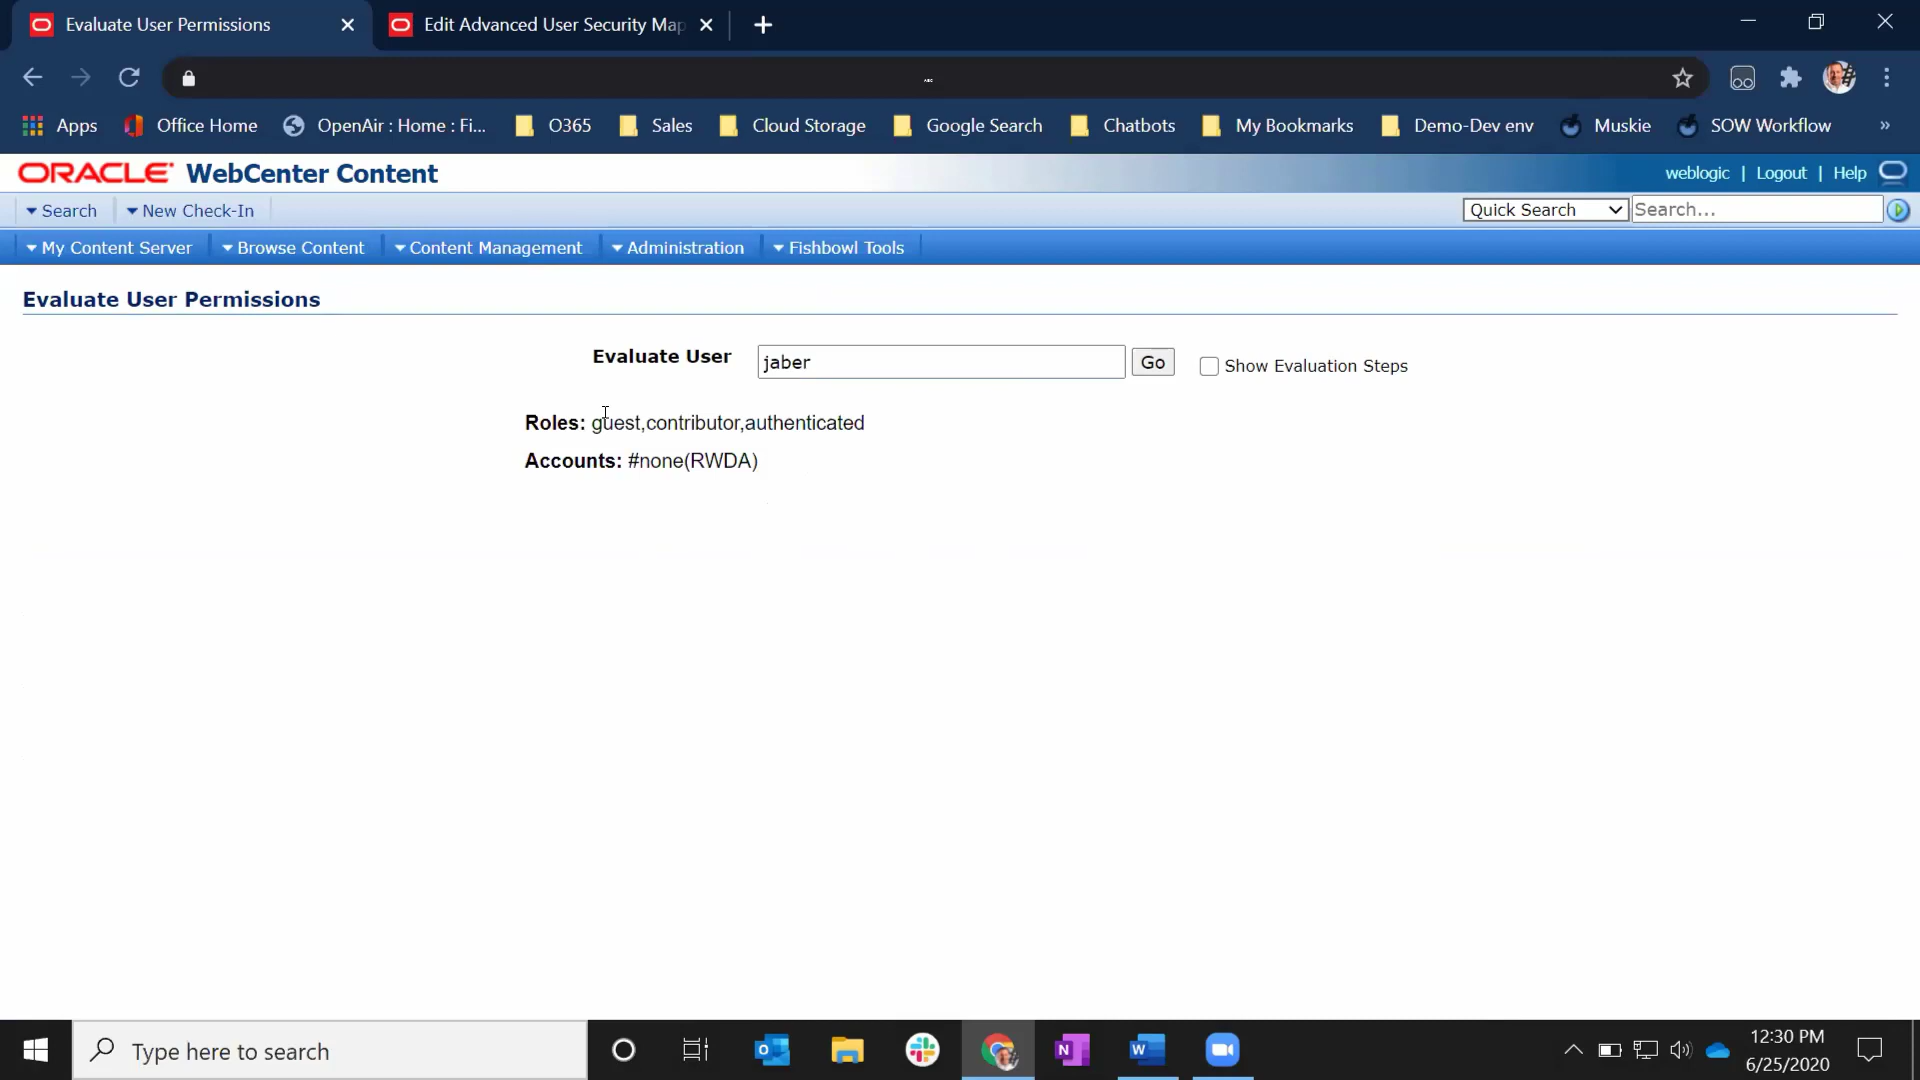 Evaluate User Permissions
Edit Advanced User Security Map
Apps
Office Home
OpenAir : Home : Fi...
O365
Sales
Cloud Storage
Google Search
Chatbots
My Bookmarks
Demo-Dev env
Muskie
SOW Workflow
»
ORACLE WebCenter Content
weblogic | Logout | Help
Search
New Check-In
Quick Search
Search...
My Content Server
Browse Content
Content Management
Administration
Fishbowl Tools
Evaluate User Permissions
Evaluate User
jaber
Go
Show Evaluation Steps
Roles: guest,contributor,authenticated
Accounts: #none(RWDA)
Type here to search
12:30 PM
6/25/2020